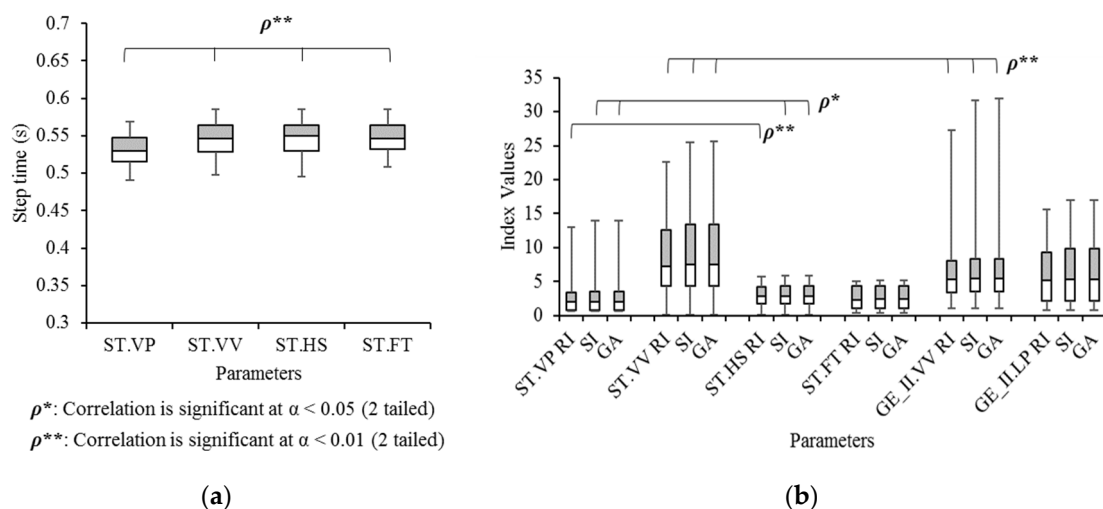 0.7
0.65
0.6
0.55
0.5
0.45
0.4
0.35
0.3
Step time (s)
ρ**
ST.VP
ST.VV
ST.HS
ST.FT
Parameters
ρ*: Correlation is significant at α < 0.05 (2 tailed)
ρ**: Correlation is significant at α < 0.01 (2 tailed)
(a)
35
30
25
20
15
10
5
0
Index Values
ρ**
ρ*
ρ**
ST.VP RI
SI
GA
ST.VV RI
SI
GA
ST.HS RI
SI
GA
ST.FT RI
SI
GA
GE_II.VV RI
SI
GA
GE_II.LP RI
SI
GA
Parameters
(b)